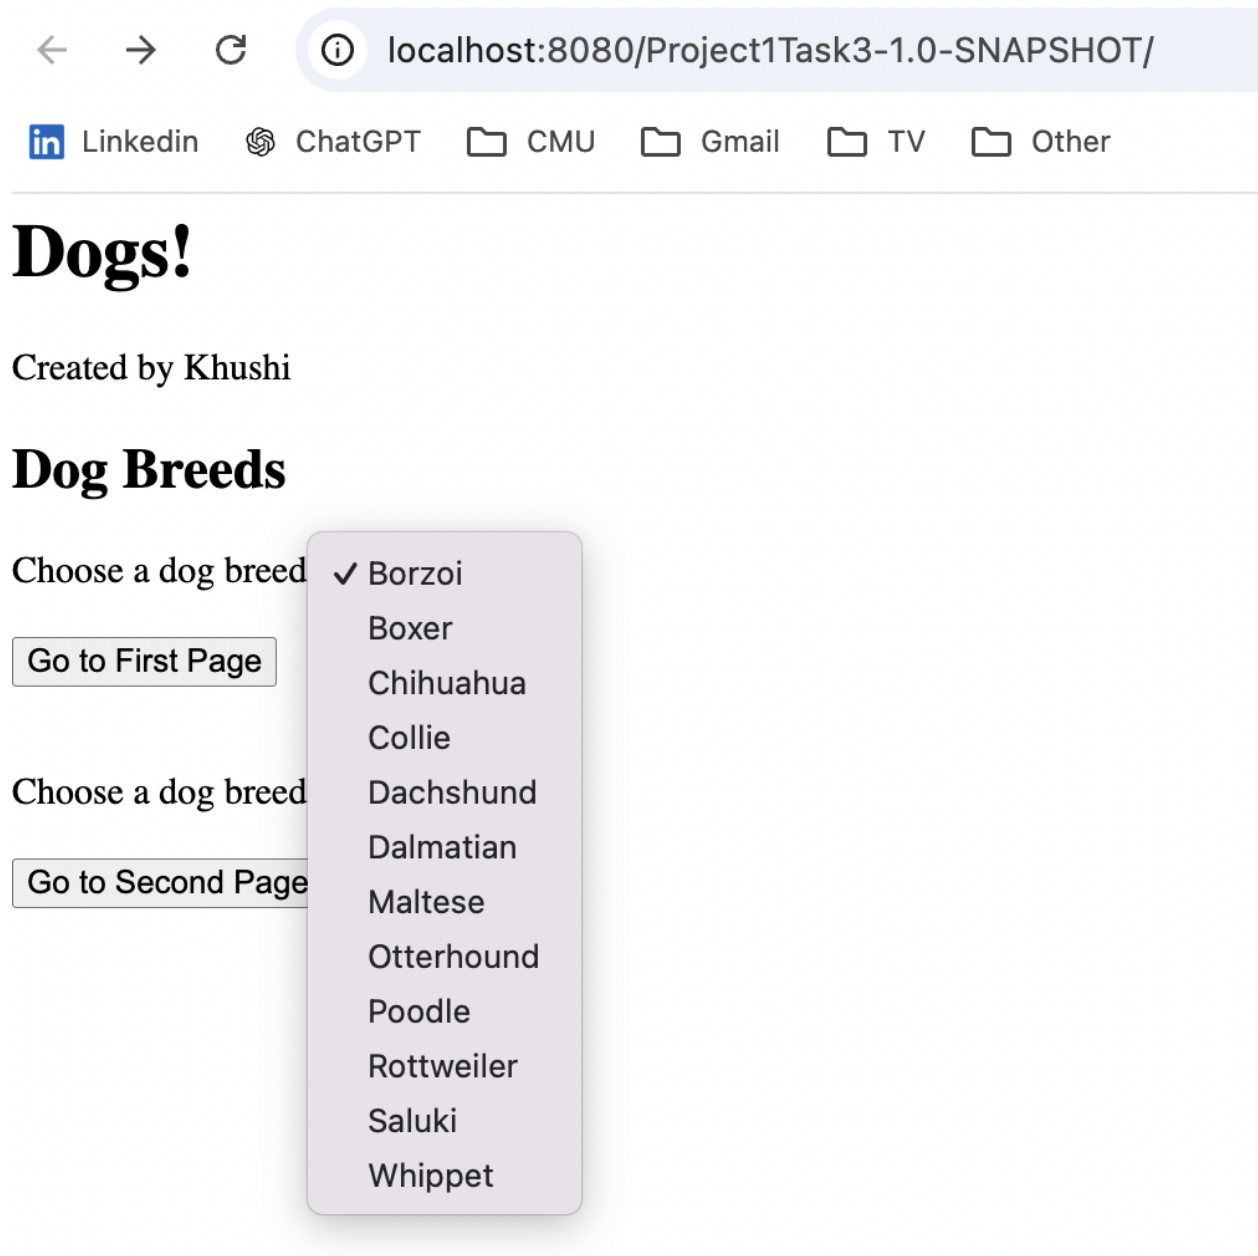 localhost:8080/Project1Task3-1.0-SNAPSHOT/
Linkedin ChatGPT CMU Gmail TV Other
Dogs!
Created by Khushi
Dog Breeds
Choose a dog breed
Go to First Page
Choose a dog breed
Go to Second Page
✓ Borzoi
Boxer
Chihuahua
Collie
Dachshund
Dalmatian
Maltese
Otterhound
Poodle
Rottweiler
Saluki
Whippet